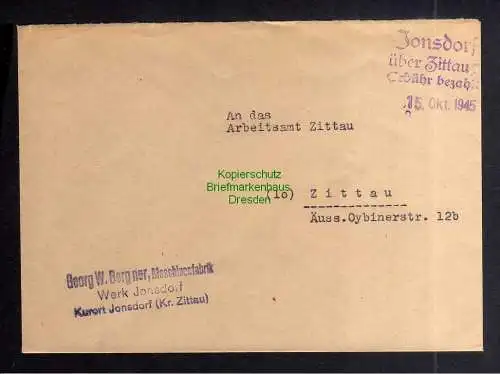 Jonsdorf
über Zittau
Gebühr bezahlt
15. Okt. 1945
An das
Arbeitsamt Zittau
Kopierschutz
Briefmarkenhaus
Dresden
(10) Zittau
Äuss.Oybinerstr. 12b
Georg W. Bergner, Maschinenfabrik
Werk Jonsdorf
Kurort Jonsdorf (Kr. Zittau)